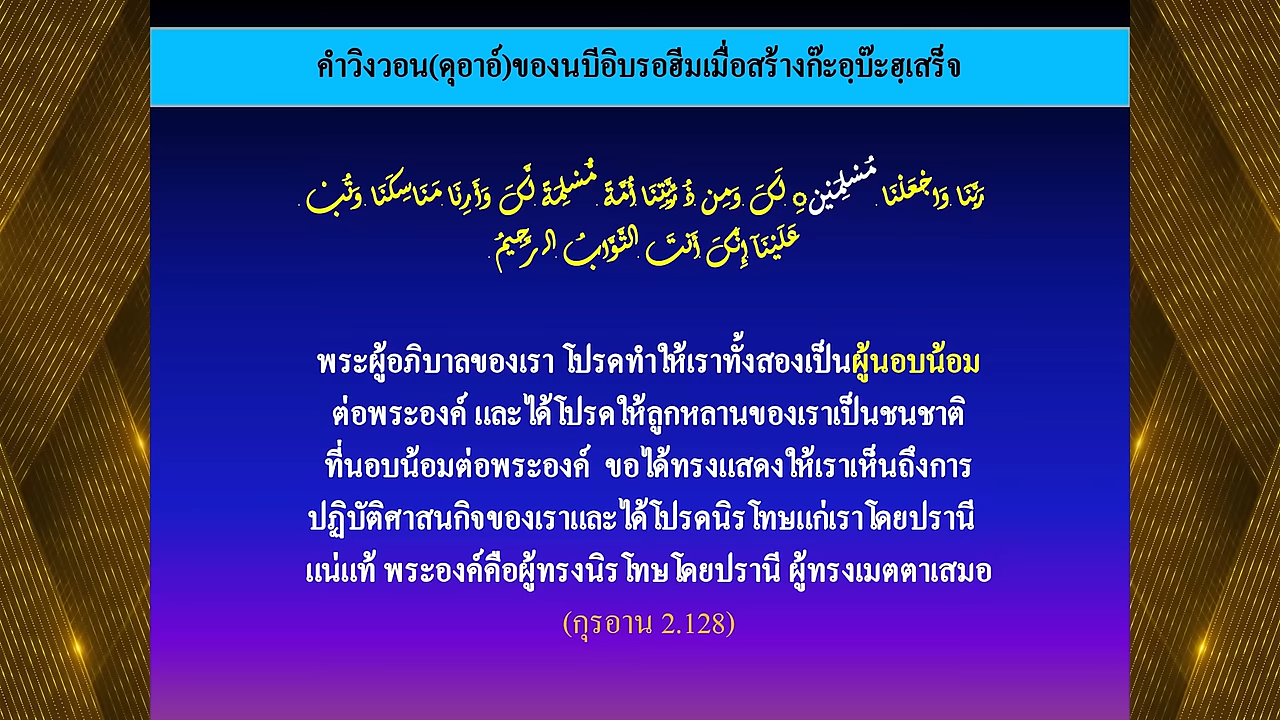 คำวิงวอน(ดุอาอ์)ของนบีอิบรอฮีมเมื่อสร้างก๊ะอฺบ๊ะฮฺเสร็จ
رَبَّنَا وَاجْعَلْنَا مُسْلِمَيْنِ لَكَ وَمِن ذُرِّيَّتِنَا أُمَّةً مُّسْلِمَةً لَّكَ وَأَرِنَا مَنَاسِكَنَا وَتُبْ
عَلَيْنَآ إِنَّكَ أَنتَ التَّوَّابُ الرَّحِيمُ
พระผู้อภิบาลของเรา โปรดทำให้เราทั้งสองเป็นผู้นอบน้อม
ต่อพระองค์ และได้โปรดให้ลูกหลานของเราเป็นชนชาติ
ที่นอบน้อมต่อพระองค์ ขอได้ทรงแสดงให้เราเห็นถึงการ
ปฏิบัติศาสนกิจของเราและได้โปรดนิรโทษแก่เราโดยปรานี
แน่แท้ พระองค์คือผู้ทรงนิรโทษโดยปรานี ผู้ทรงเมตตาเสมอ
(กุรอาน 2.128)